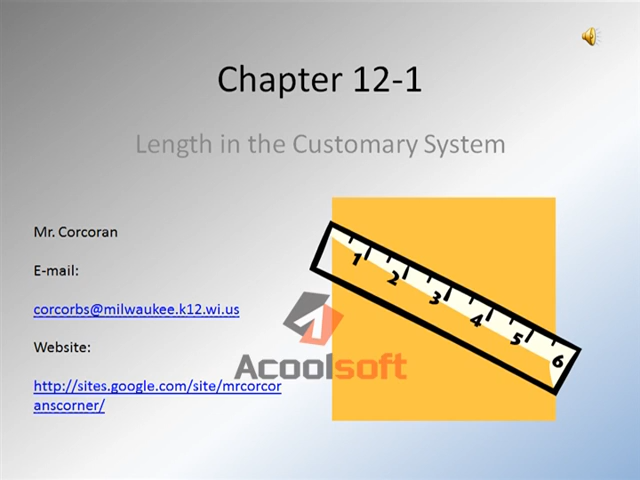 Chapter 12-1
Length in the Customary System
Mr. Corcoran
E-mail:
corcorbs@milwaukee.k12.wi.us
Website:
http://sites.google.com/site/mrcorcor
anscorner/
1 2 3 4 5 6
Acoolsoft